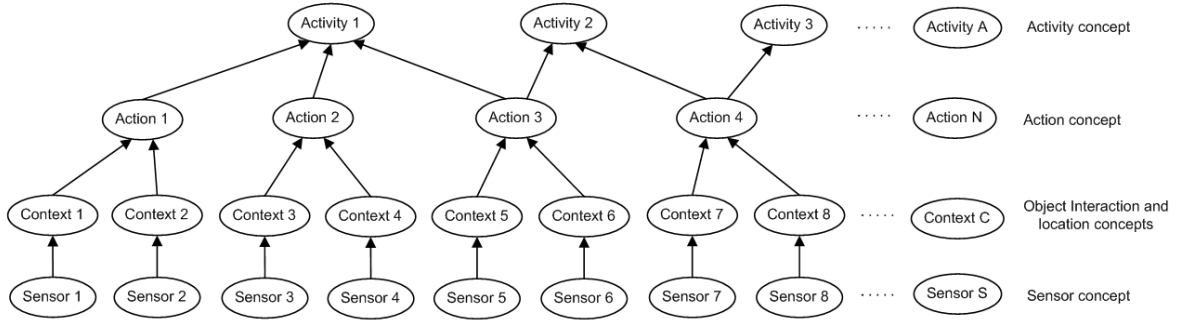 Activity 1 Activity 2 Activity 3 ..... Activity A Activity concept
Action 1 Action 2 Action 3 Action 4 ..... Action N Action concept
Context 1 Context 2 Context 3 Context 4 Context 5 Context 6 Context 7 Context 8 ..... Context C Object Interaction and
location concepts
Sensor 1 Sensor 2 Sensor 3 Sensor 4 Sensor 5 Sensor 6 Sensor 7 Sensor 8 ..... Sensor S Sensor concept